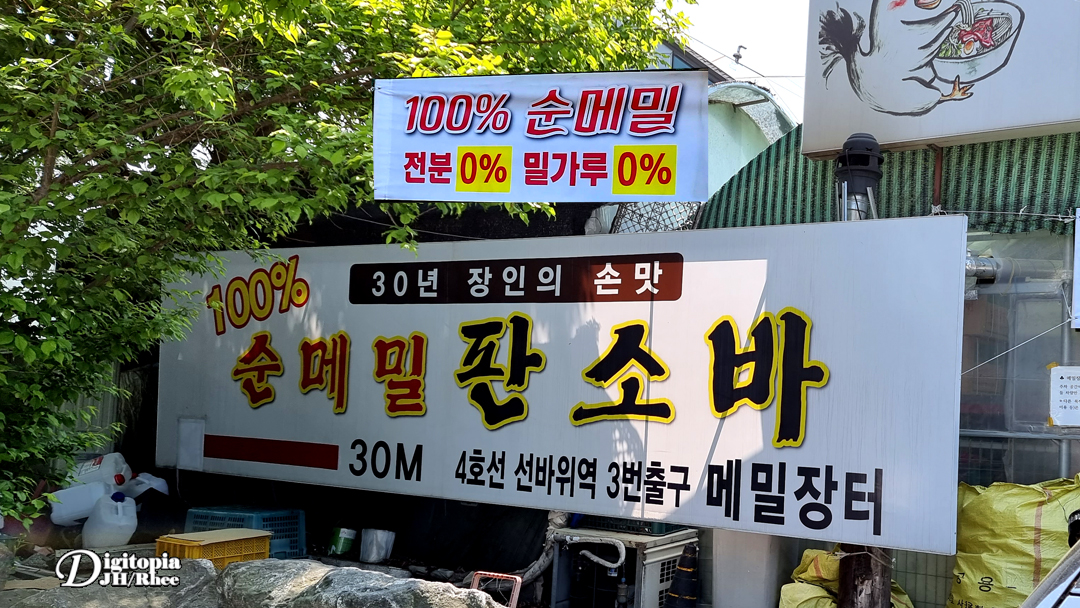 100% 순메밀
전분 0% 밀가루 0%
100%
30년 장인의 손맛
순메밀 판소바
30M 4호선 선바위역 3번출구 메밀장터
Digitopia
JH/Rhee